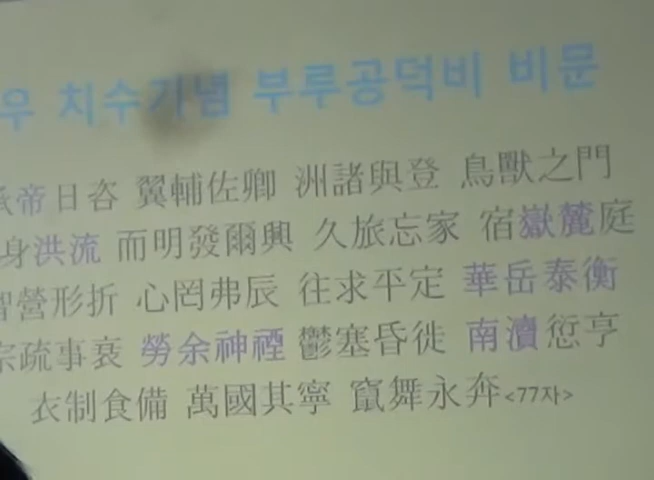 우 치수기념 부루공덕비 비문
承帝日咨 翼輔佐卿 洲諸與登 鳥獸之門
身洪流 而明發爾興 久旅忘家 宿嶽麓庭
智營形折 心罔弗辰 往求平定 華岳泰衡
宗疏事裒 勞余神禋 鬱塞昏徙 南瀆愆亨
衣制食備 萬國其寧 竄舞永奔<77자>